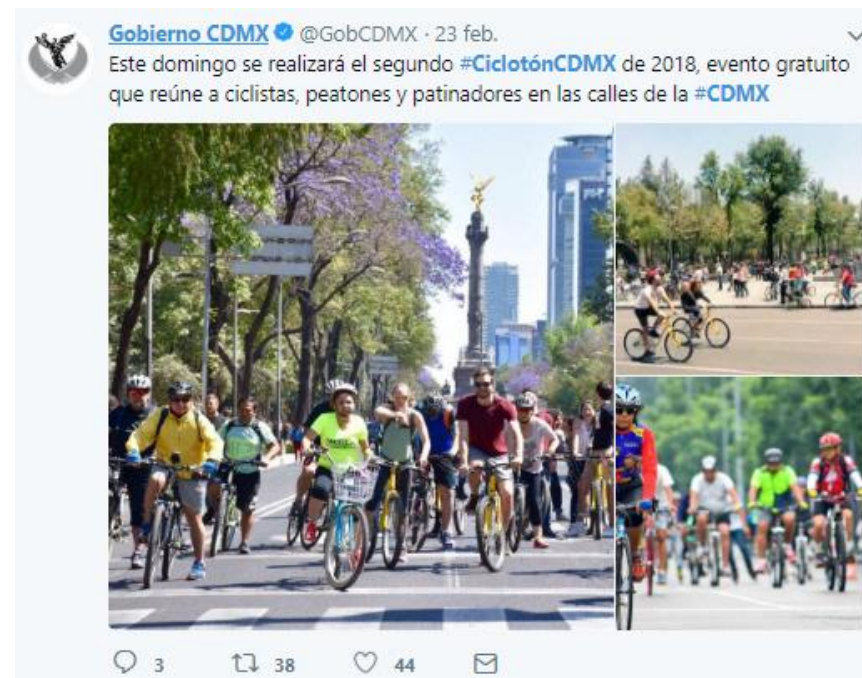 Gobierno CDMX @GobCDMX · 23 feb.
Este domingo se realizará el segundo #CiclotónCDMX de 2018, evento gratuito
que reúne a ciclistas, peatones y patinadores en las calles de la #CDMX
3 38 44